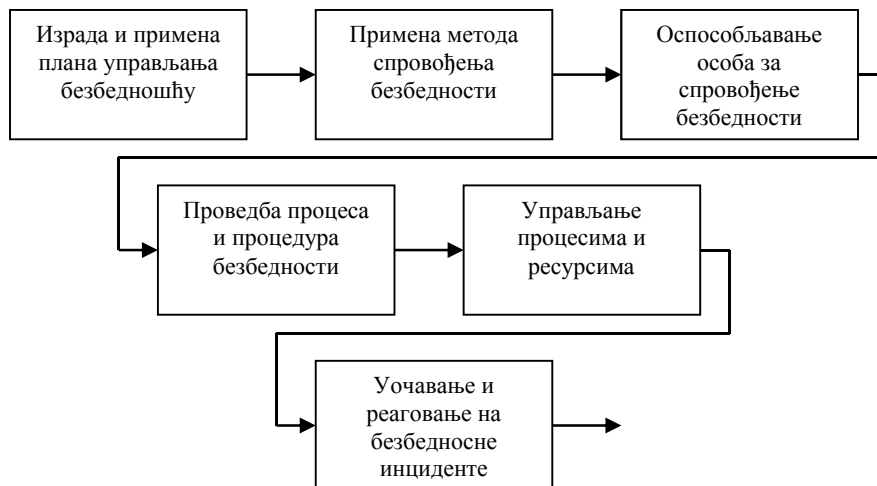 Израда и примена
плана управљања
безбедношћу
Примена метода
спровођења
безбедности
Оспособљавање
особа за
спровођење
безбедности
Проведба процеса
и процедура
безбедности
Управљање
процесима и
ресурсима
Уочавање и
реаговање на
безбедносне
инциденте